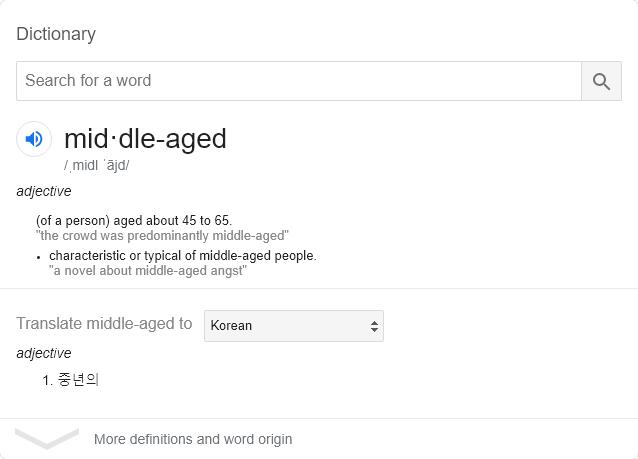 Dictionary
Search for a word
mid·dle-aged
/ˌmidl ˈājd/
adjective
(of a person) aged about 45 to 65.
"the crowd was predominantly middle-aged"
• characteristic or typical of middle-aged people.
"a novel about middle-aged angst"
Translate middle-aged to Korean
adjective
1. 중년의
More definitions and word origin